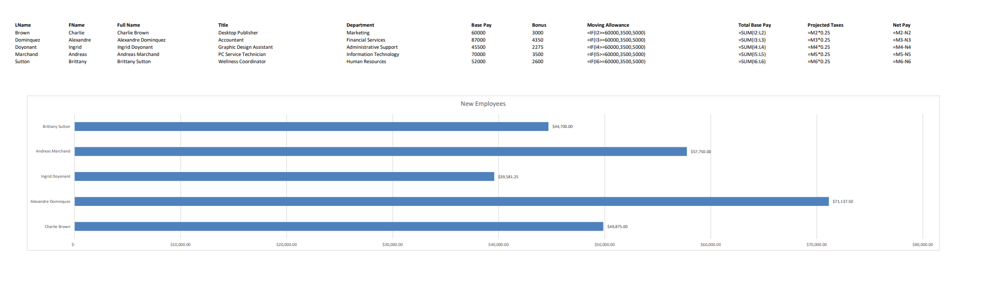 LName FName Full Name Title Department Base Pay Bonus Moving Allowance Total Base Pay Projected Taxes Net Pay
Brown Charlie Charlie Brown Desktop Publisher Marketing 60000 3000 =IF(I2>=60000,3500,5000) =SUM(I2:L2) =M2*0.25 =M2-N2
Dominquez Alexandre Alexandre Dominquez Accountant Financial Services 87000 4350 =IF(I3>=60000,3500,5000) =SUM(I3:L3) =M3*0.25 =M3-N3
Doyonant Ingrid Ingrid Doyonant Graphic Design Assistant Administrative Support 45500 2275 =IF(I4>=60000,3500,5000) =SUM(I4:L4) =M4*0.25 =M4-N4
Marchand Andreas Andreas Marchand PC Service Technician Information Technology 70000 3500 =IF(I5>=60000,3500,5000) =SUM(I5:L5) =M5*0.25 =M5-N5
Sutton Brittany Brittany Sutton Wellness Coordinator Human Resources 52000 2600 =IF(I6>=60000,3500,5000) =SUM(I6:L6) =M6*0.25 =M6-N6
New Employees
Brittany Sutton $44,700.00
Andreas Marchand $57,750.00
Ingrid Doyonant $39,581.25
Alexandre Dominquez $71,137.50
Charlie Brown $49,875.00
$- $10,000.00 $20,000.00 $30,000.00 $40,000.00 $50,000.00 $60,000.00 $70,000.00 $80,000.00